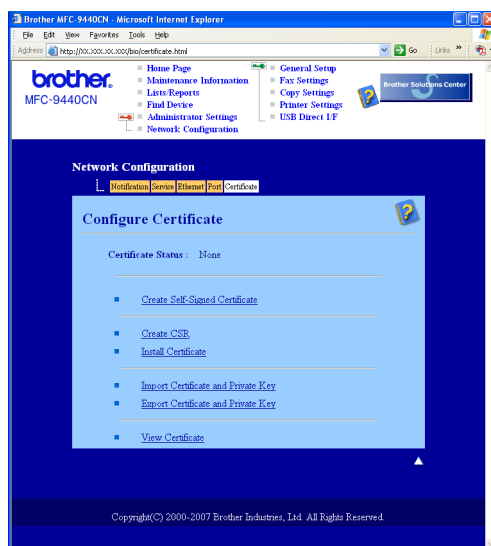 Brother MFC-9440CN - Microsoft Internet Explorer
File Edit View Favorites Tools Help
Address http://XX.XXX.XX.XXX/bio/certificate.html Go Links »
brother®
MFC-9440CN
Home Page
Maintenance Information
Lists/Reports
Find Device
Administrator Settings
Network Configuration
General Setup
Fax Settings
Copy Settings
Printer Settings
USB Direct I/F
Brother Solutions Center
Network Configuration
Notification Service Ethernet Port Certificate
Configure Certificate
Certificate Status : None
Create Self-Signed Certificate
Create CSR
Install Certificate
Import Certificate and Private Key
Export Certificate and Private Key
View Certificate
Copyright(C) 2000-2007 Brother Industries, Ltd. All Rights Reserved.